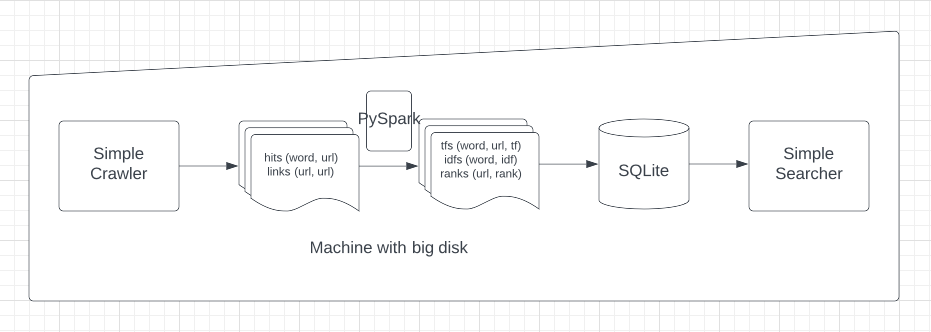 Simple
Crawler
hits (word, url)
links (url, url)
PySpark
tfs (word, url, tf)
idfs (word, idf)
ranks (url, rank)
SQLite
Simple
Searcher
Machine with big disk